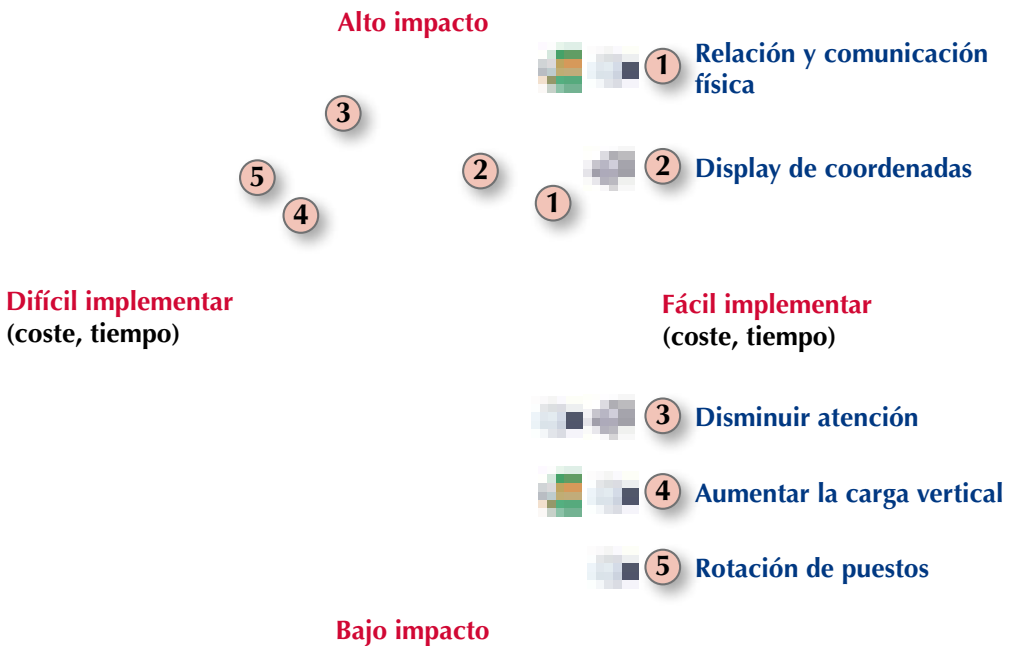 Alto impacto
1 Relación y comunicación
física
3
2 Display de coordenadas
5
2
4
1
Difícil implementar
(coste, tiempo)
Fácil implementar
(coste, tiempo)
3 Disminuir atención
4 Aumentar la carga vertical
5 Rotación de puestos
Bajo impacto